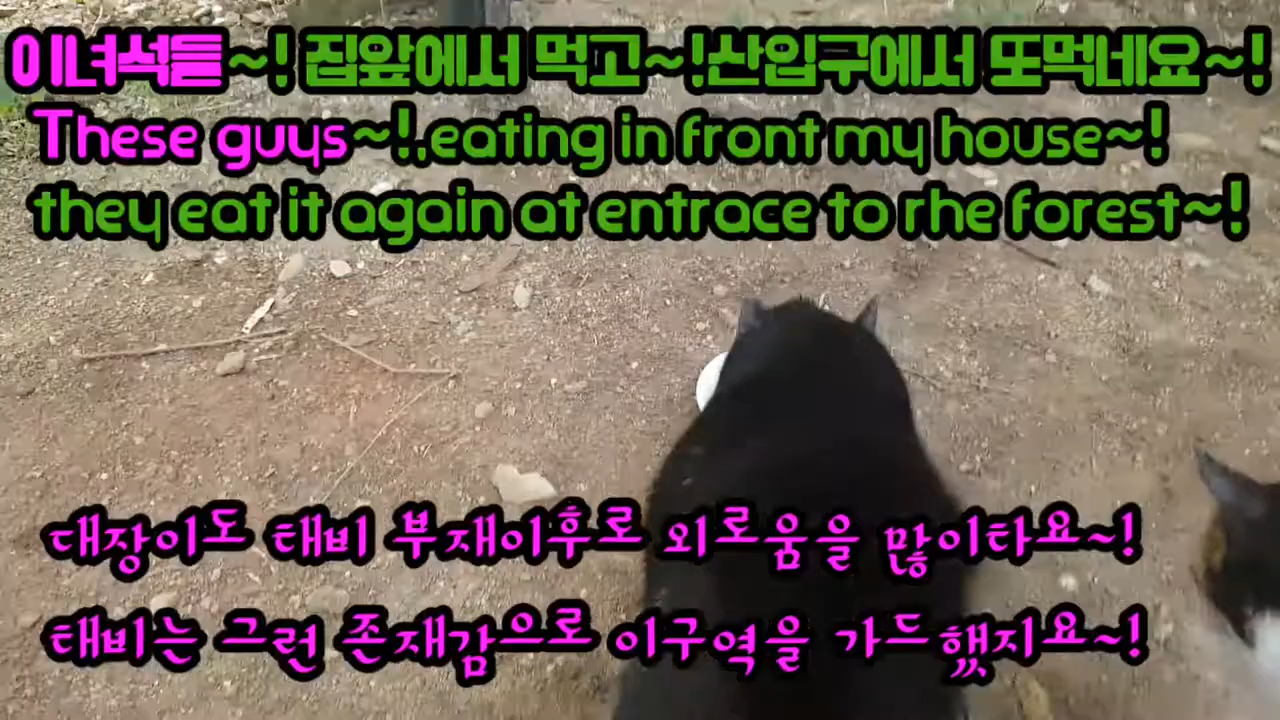 이녀석듣~! 집앞에서 먹고~!산입구에서 또먹네요~!
These guys~!.,eating in front my house~!
they eat it again at entrace to rhe forest~!
대장이도 태비 부재이후로 외로움을 많이타요~!
태비는 그런 존재감으로 이구역을 가드했지요~!